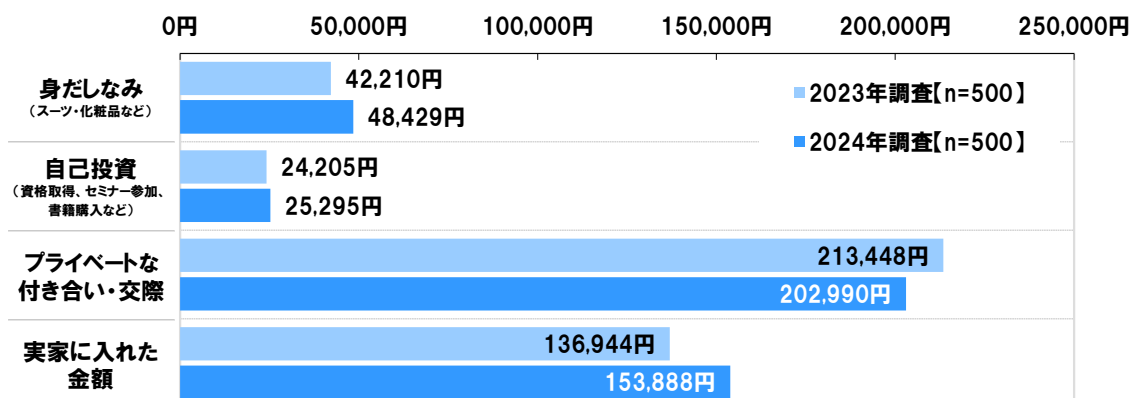 0円 50,000円 100,000円 150,000円 200,000円 250,000円
身だしなみ
（スーツ・化粧品など）
42,210円
48,429円
2023年調査【n=500】
2024年調査【n=500】
自己投資
（資格取得、セミナー参加、
書籍購入など）
24,205円
25,295円
プライベートな
付き合い・交際
213,448円
202,990円
実家に入れた
金額
136,944円
153,888円